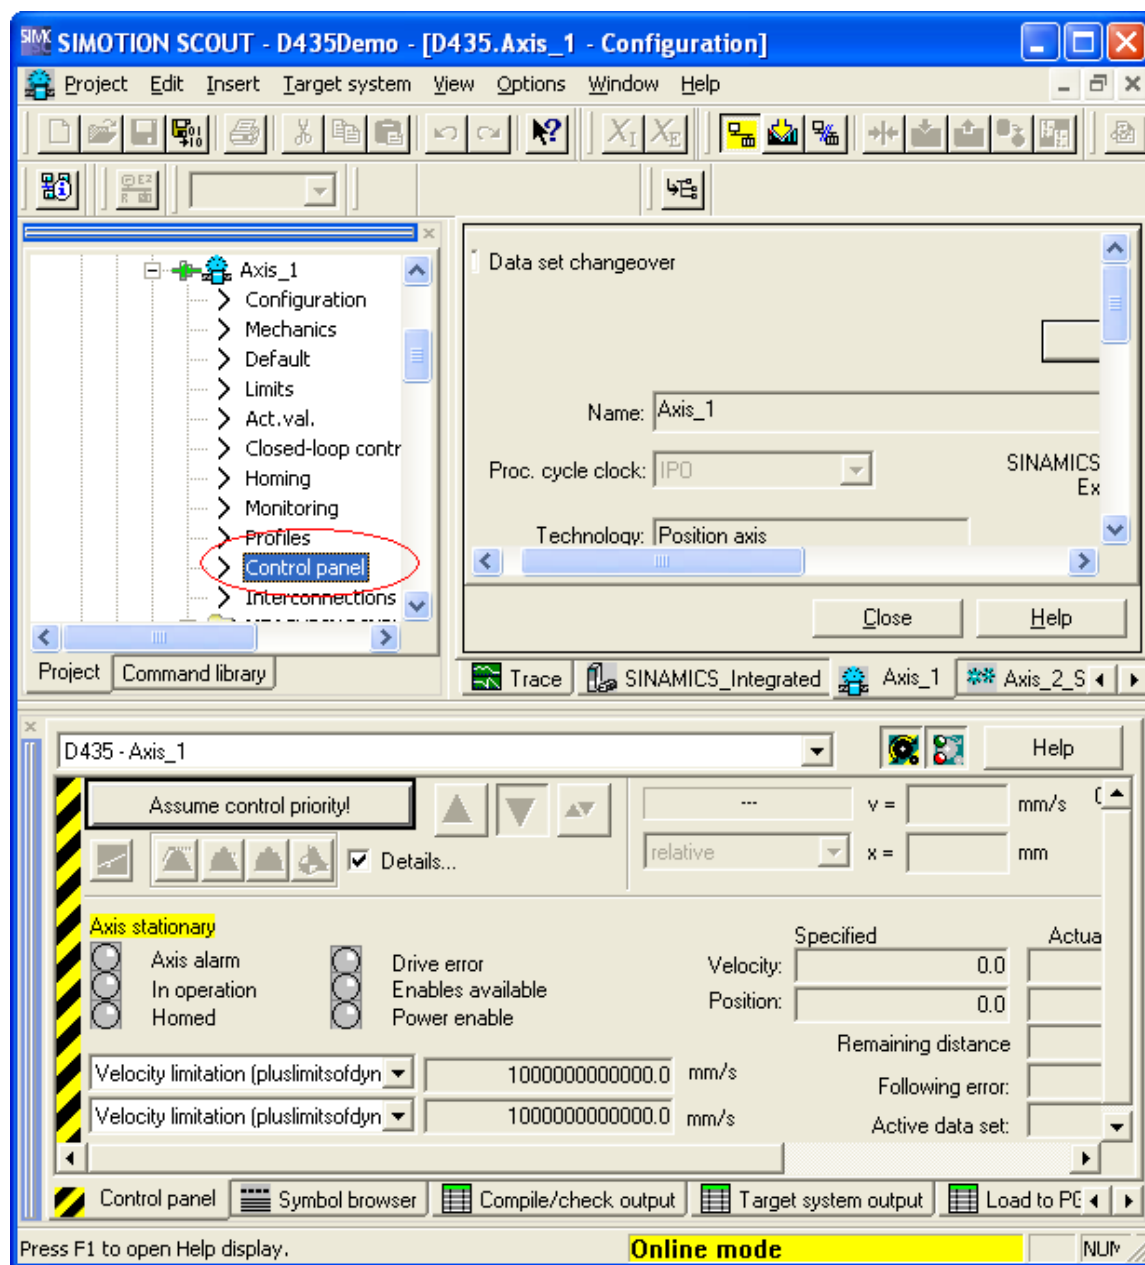 SIMOTION SCOUT - D435Demo - [D435.Axis_1 - Configuration]
Project Edit Insert Target system View Options Window Help
Axis_1
Configuration
Mechanics
Default
Limits
Act.val.
Closed-loop contr
Homing
Monitoring
Profiles
Control panel
Interconnections
Project Command library
Data set changeover
Name: Axis_1
Proc. cycle clock: IPO
SINAMICS
Ex
Technology: Position axis
Close Help
Trace SINAMICS_Integrated Axis_1 Axis_2_S
D435 - Axis_1 Help
Assume control priority! --- v = mm/s
Details... relative x = mm
Axis stationary
Axis alarm Drive error
In operation Enables available
Homed Power enable
Specified Actua
Velocity: 0.0
Position: 0.0
Remaining distance
Following error:
Active data set:
Velocity limitation (pluslimitsofdyn 1000000000000.0 mm/s
Velocity limitation (pluslimitsofdyn 1000000000000.0 mm/s
Control panel Symbol browser Compile/check output Target system output Load to PG
Press F1 to open Help display. Online mode NUM